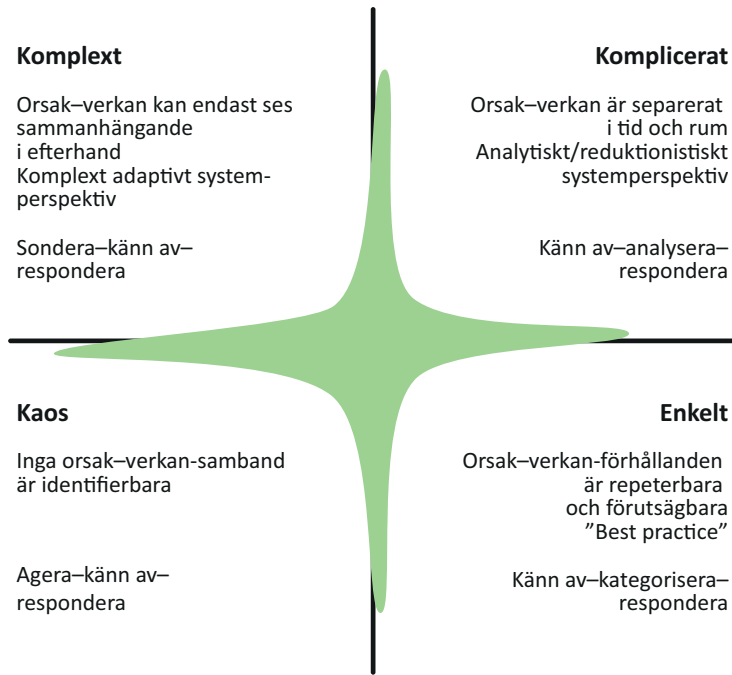 Komplext
Orsak–verkan kan endast ses
sammanhängande
i efterhand
Komplext adaptivt system-
perspektiv
Sondera–känn av–
respondera
Komplicerat
Orsak–verkan är separerat
i tid och rum
Analytiskt/reduktionistiskt
systemperspektiv
Känn av–analysera–
respondera
Kaos
Inga orsak–verkan-samband
är identifierbara
Agera–känn av–
respondera
Enkelt
Orsak–verkan-förhållanden
är repeterbara
och förutsägbara
”Best practice”
Känn av–kategorisera–
respondera